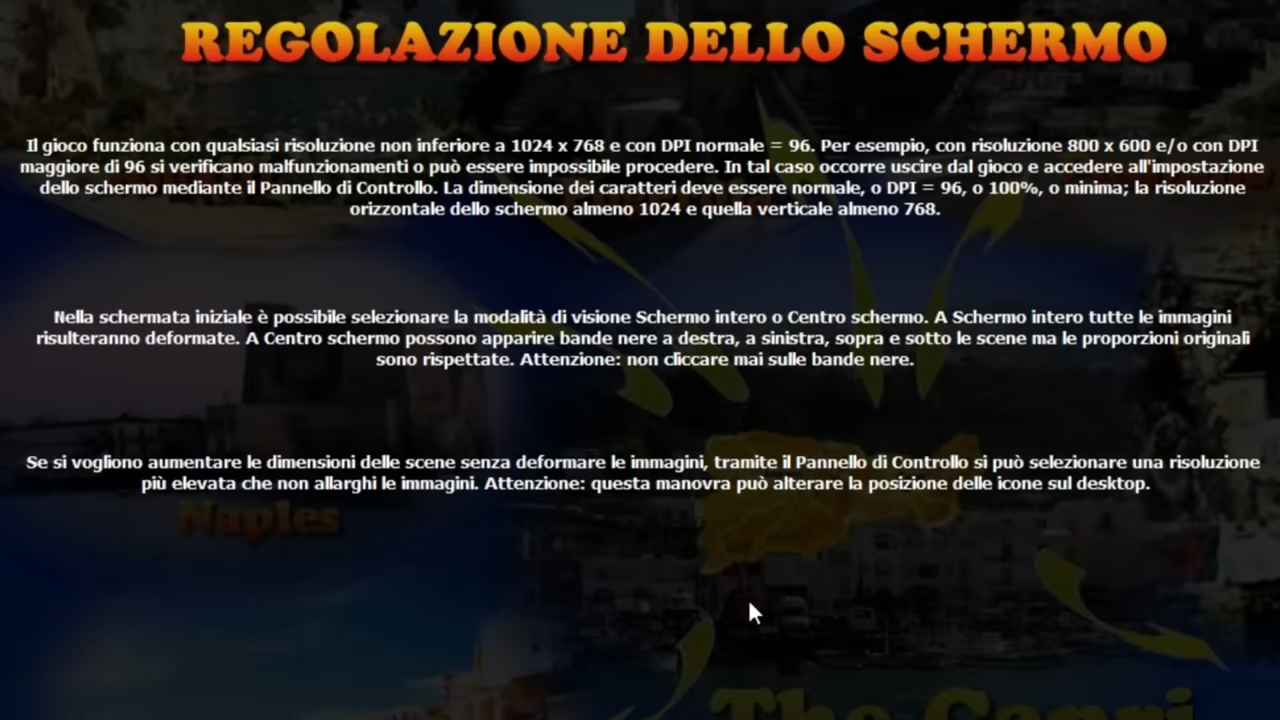 REGOLAZIONE DELLO SCHERMO
Il gioco funziona con qualsiasi risoluzione non inferiore a 1024 x 768 e con DPI normale = 96. Per esempio, con risoluzione 800 x 600 e/o con DPI
maggiore di 96 si verificano malfunzionamenti o può essere impossibile procedere. In tal caso occorre uscire dal gioco e accedere all'impostazione
dello schermo mediante il Pannello di Controllo. La dimensione dei caratteri deve essere normale, o DPI = 96, o 100%, o minima; la risoluzione
orizzontale dello schermo almeno 1024 e quella verticale almeno 768.
Nella schermata iniziale è possibile selezionare la modalità di visione Schermo intero o Centro schermo. A Schermo intero tutte le immagini
risulteranno deformate. A Centro schermo possono apparire bande nere a destra, a sinistra, sopra e sotto le scene ma le proporzioni originali
sono rispettate. Attenzione: non cliccare mai sulle bande nere.
Se si vogliono aumentare le dimensioni delle scene senza deformare le immagini, tramite il Pannello di Controllo si può selezionare una risoluzione
più elevata che non allarghi le immagini. Attenzione: questa manovra può alterare la posizione delle icone sul desktop.
Naples
The Capri